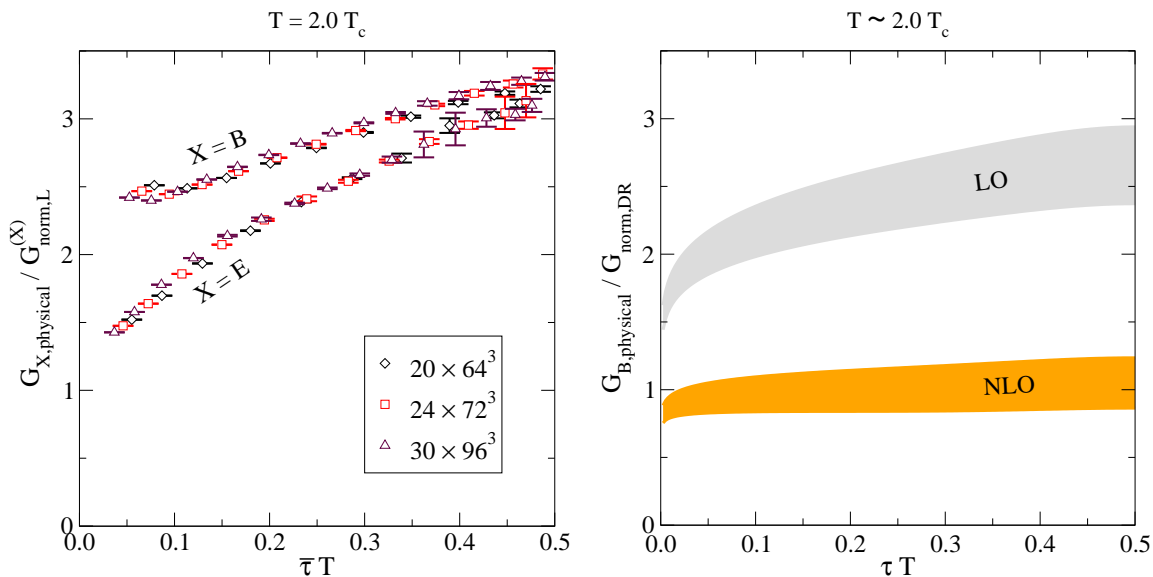 T = 2.0 T_c
G_X,physical / G^(X)_norm,L
3
2
1
0
X = B
X = E
20 × 64^3
24 × 72^3
30 × 96^3
0.0 0.1 0.2 0.3 0.4 0.5
τ̄ T
T ~ 2.0 T_c
G_B,physical / G_norm,DR
3
2
1
0
LO
NLO
0.0 0.1 0.2 0.3 0.4 0.5
τ T